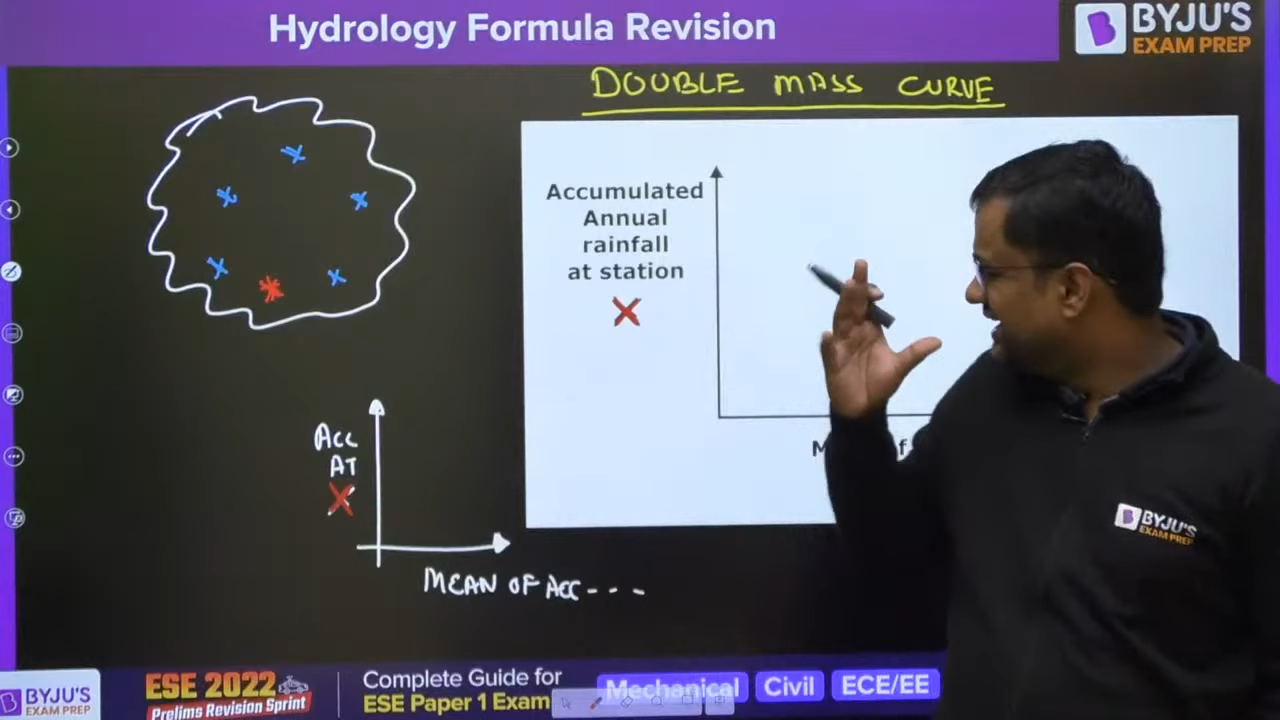 Hydrology Formula Revision
BYJU'S
EXAM PREP
DOUBLE MASS CURVE
Accumulated
Annual
rainfall
at station
X
ACC
AT
X
MEAN OF ACC - - -
BYJU'S
EXAM PREP
BYJU'S
EXAM PREP
ESE 2022
Prelims Revision Sprint
Complete Guide for
ESE Paper 1 Exam
Mechanical
Civil
ECE/EE